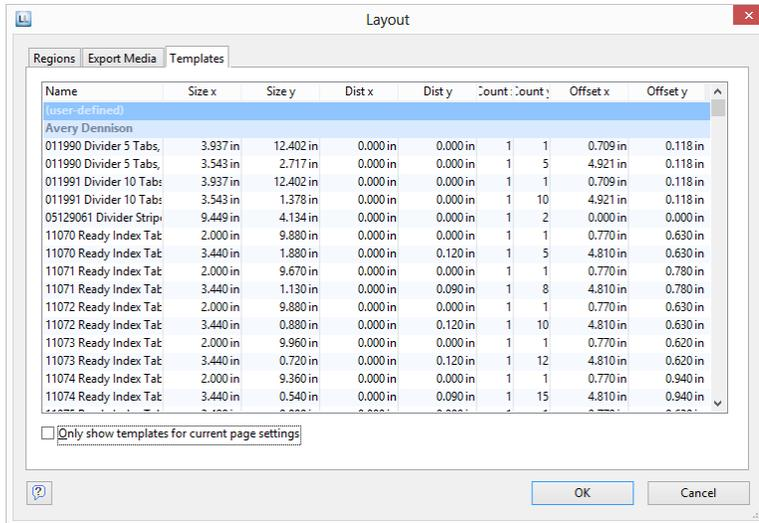 Layout
Regions Export Media Templates
Name Size x Size y Dist x Dist y Count Count y Offset x Offset y
(user-defined)
Avery Dennison
011990 Divider 5 Tabs, 3.937 in 12.402 in 0.000 in 0.000 in 1 1 0.709 in 0.118 in
011990 Divider 5 Tabs, 3.543 in 2.717 in 0.000 in 0.000 in 1 5 4.921 in 0.118 in
011991 Divider 10 Tabs 3.937 in 12.402 in 0.000 in 0.000 in 1 1 0.709 in 0.118 in
011991 Divider 10 Tabs 3.543 in 1.378 in 0.000 in 0.000 in 1 10 4.921 in 0.118 in
05129061 Divider Strip 9.449 in 4.134 in 0.000 in 0.000 in 1 2 0.000 in 0.000 in
11070 Ready Index Tab 2.000 in 9.880 in 0.000 in 0.000 in 1 1 0.770 in 0.630 in
11070 Ready Index Tab 3.440 in 1.880 in 0.000 in 0.120 in 1 5 4.810 in 0.630 in
11071 Ready Index Tab 2.000 in 9.670 in 0.000 in 0.000 in 1 1 0.770 in 0.780 in
11071 Ready Index Tab 3.440 in 1.130 in 0.000 in 0.090 in 1 8 4.810 in 0.780 in
11072 Ready Index Tab 2.000 in 9.880 in 0.000 in 0.000 in 1 1 0.770 in 0.630 in
11072 Ready Index Tab 3.440 in 0.880 in 0.000 in 0.120 in 1 10 4.810 in 0.630 in
11073 Ready Index Tab 2.000 in 9.960 in 0.000 in 0.000 in 1 1 0.770 in 0.620 in
11073 Ready Index Tab 3.440 in 0.720 in 0.000 in 0.120 in 1 12 4.810 in 0.620 in
11074 Ready Index Tab 2.000 in 9.360 in 0.000 in 0.000 in 1 1 0.770 in 0.940 in
11074 Ready Index Tab 3.440 in 0.540 in 0.000 in 0.090 in 1 15 4.810 in 0.940 in
Only show templates for current page settings
OK Cancel